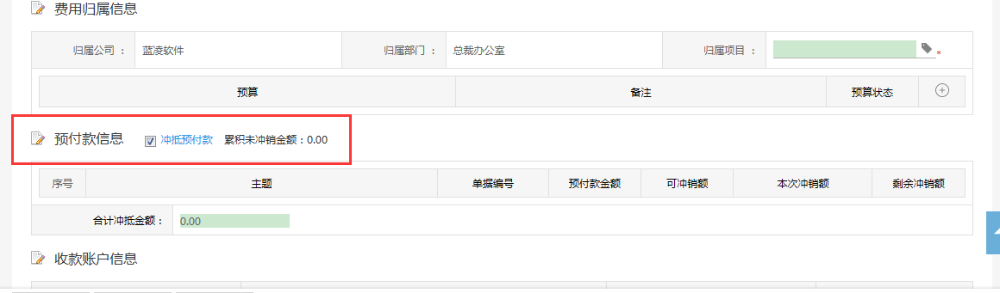 费用归属信息
归属公司 ： 蓝凌软件 归属部门 ： 总裁办公室 归属项目 ： *
预算 备注 预算状态
预付款信息 冲抵预付款 累积未冲销金额：0.00
序号 主题 单据编号 预付款金额 可冲销额 本次冲销额 剩余冲销额
合计冲抵金额： 0.00
收款账户信息